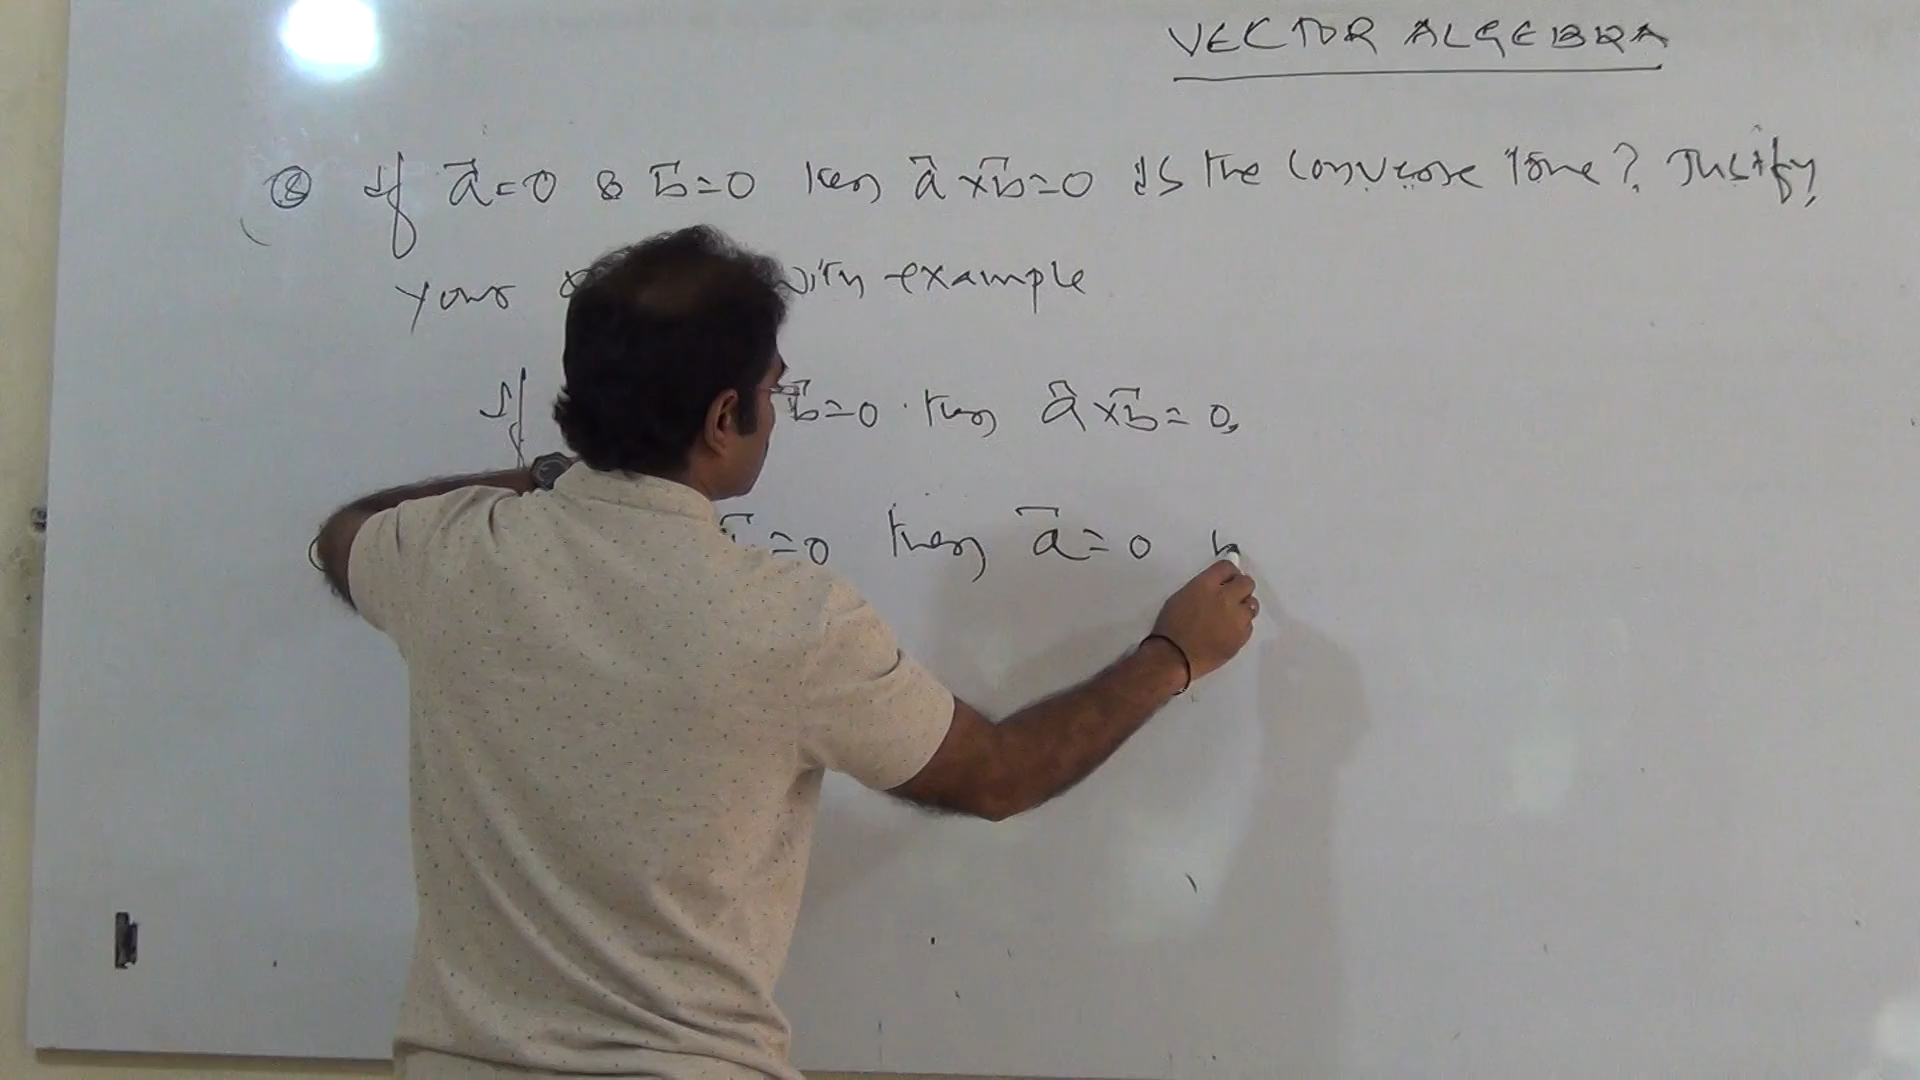 VECTOR ALGEBRA
Q If a⃗=0 & b⃗=0 then a⃗×b⃗=0 Is the converse true? Justify
your with example
If b⃗=0 . then a⃗×b⃗=0,
=0 then a⃗=0